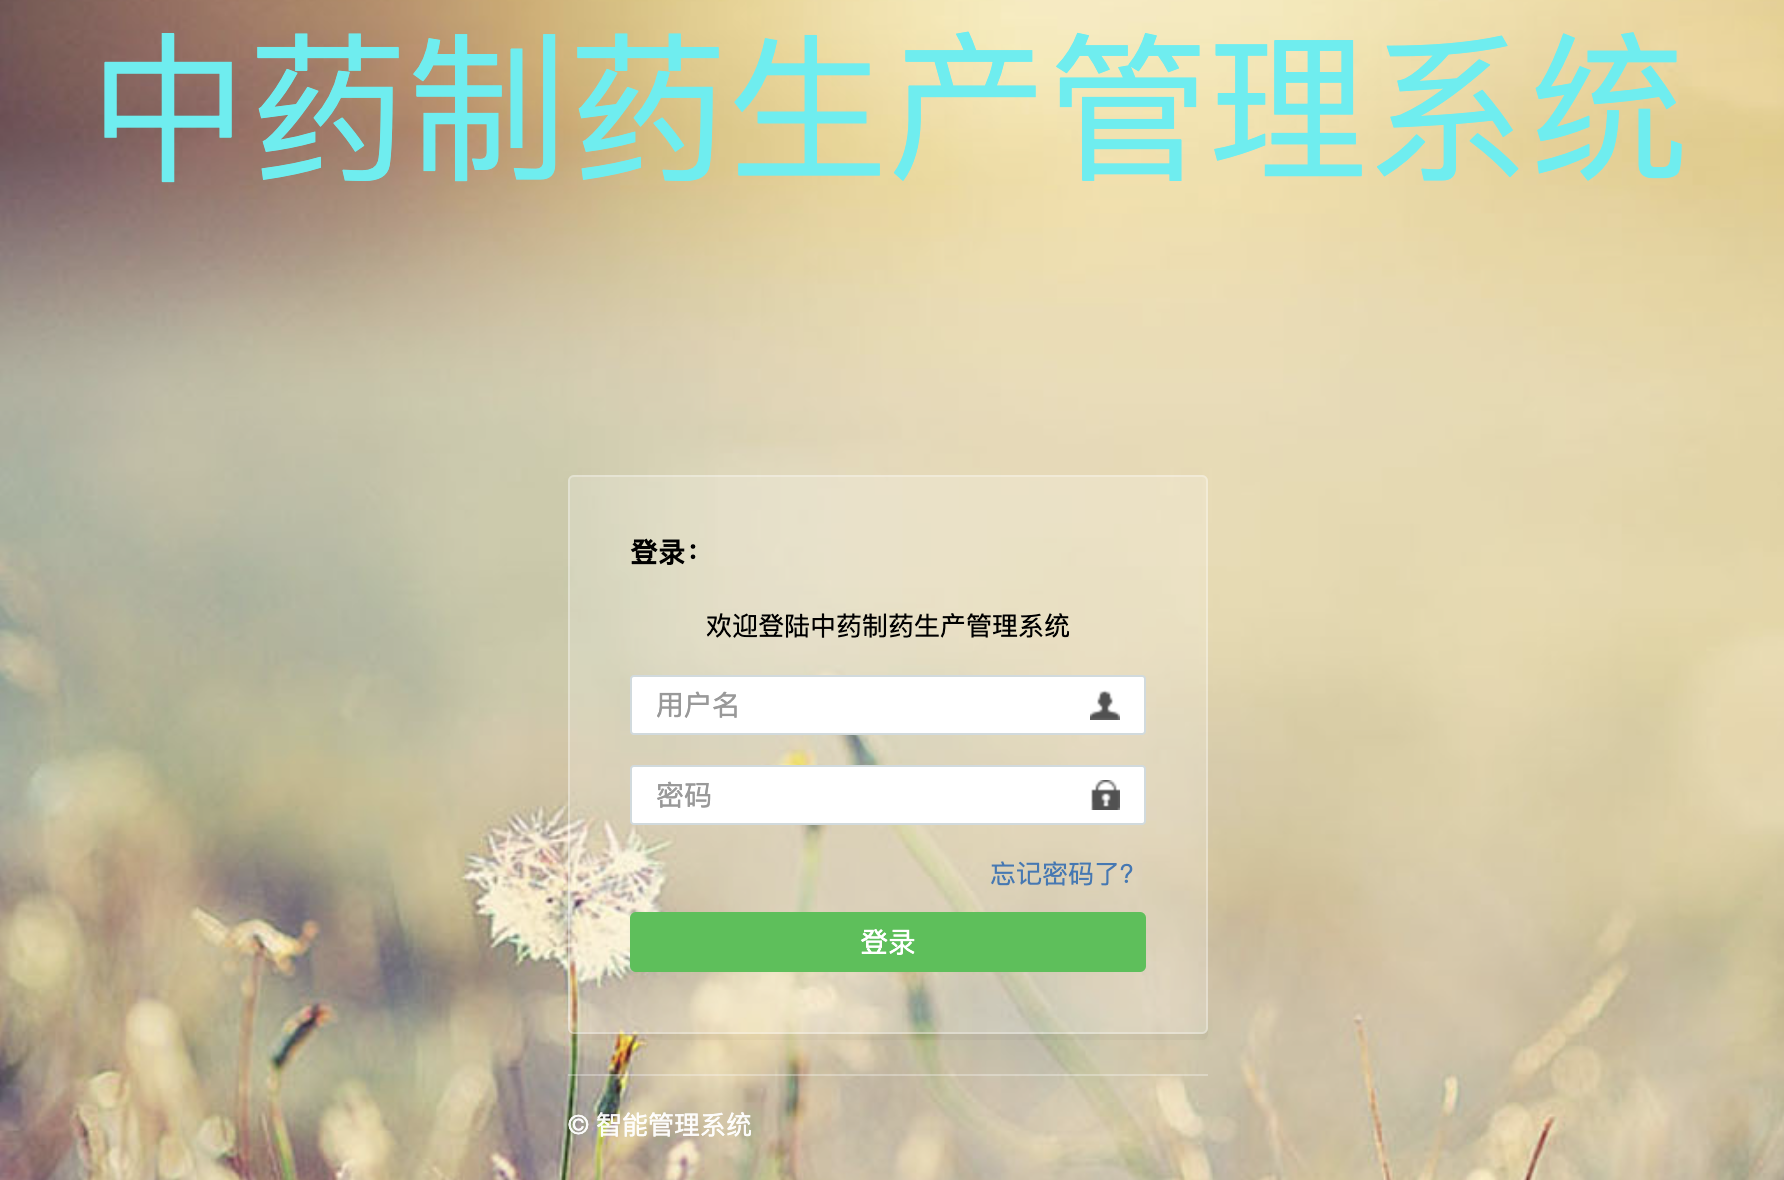 中药制药生产管理系统
登录：
欢迎登陆中药制药生产管理系统
用户名
密码
忘记密码了?
登录
© 智能管理系统